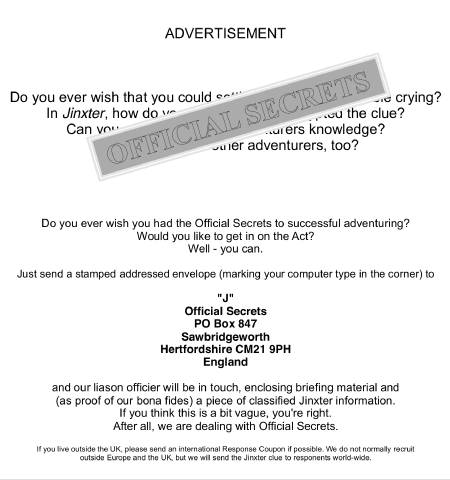 ADVERTISEMENT
Do you ever wish that you could crying?
In Jinxter, how do the clue?
Can you knowledge?
other adventurers, too?
OFFICIAL SECRETS
Do you ever wish you had the Official Secrets to successful adventuring?
Would you like to get in on the Act?
Well - you can.
Just send a stamped addressed envelope (marking your computer type in the corner) to
"J"
Official Secrets
PO Box 847
Sawbridgeworth
Hertfordshire CM21 9PH
England
and our liason officier will be in touch, enclosing briefing material and
(as proof of our bona fides) a piece of classified Jinxter information.
If you think this is a bit vague, you're right.
After all, we are dealing with Official Secrets.
If you live outside the UK, please send an international Response Coupon if possible. We do not normally recruit
outside Europe and the UK, but we will send the Jinxter clue to responents world-wide.